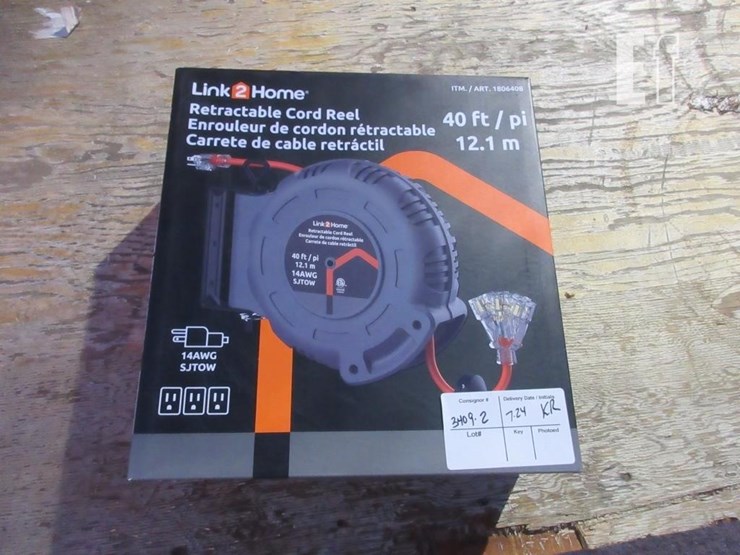 Link2Home
ITM. / ART. 1806408
Retractable Cord Reel
Enrouleur de cordon rétractable
Carrete de cable retráctil
40 ft / pi
12.1 m
Link2Home
Retractable Cord Reel
Enrouleur de cordon rétractable
Carrete de cable retráctil
40 ft / pi
12.1 m
14AWG
SJTOW
14AWG
SJTOW
Consignor #
Delivery Date / Initials
3409-2
7-24 KR
Lot#
Key
Photoed